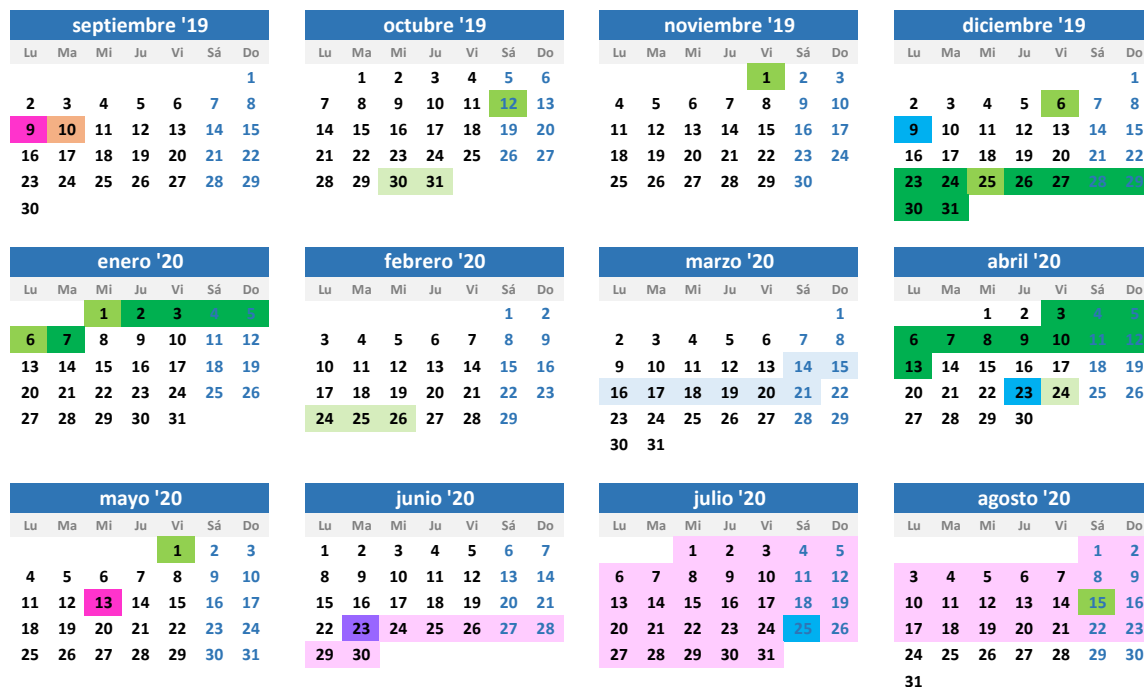 septiembre '19
Lu Ma Mi Ju Vi Sá Do
1
2 3 4 5 6 7 8
9 10 11 12 13 14 15
16 17 18 19 20 21 22
23 24 25 26 27 28 29
30
octubre '19
Lu Ma Mi Ju Vi Sá Do
1 2 3 4 5 6
7 8 9 10 11 12 13
14 15 16 17 18 19 20
21 22 23 24 25 26 27
28 29 30 31
noviembre '19
Lu Ma Mi Ju Vi Sá Do
1 2 3
4 5 6 7 8 9 10
11 12 13 14 15 16 17
18 19 20 21 22 23 24
25 26 27 28 29 30
diciembre '19
Lu Ma Mi Ju Vi Sá Do
1
2 3 4 5 6 7 8
9 10 11 12 13 14 15
16 17 18 19 20 21 22
23 24 25 26 27 28 29
30 31
enero '20
Lu Ma Mi Ju Vi Sá Do
1 2 3 4 5
6 7 8 9 10 11 12
13 14 15 16 17 18 19
20 21 22 23 24 25 26
27 28 29 30 31
febrero '20
Lu Ma Mi Ju Vi Sá Do
1 2
3 4 5 6 7 8 9
10 11 12 13 14 15 16
17 18 19 20 21 22 23
24 25 26 27 28 29
marzo '20
Lu Ma Mi Ju Vi Sá Do
1
2 3 4 5 6 7 8
9 10 11 12 13 14 15
16 17 18 19 20 21 22
23 24 25 26 27 28 29
30 31
abril '20
Lu Ma Mi Ju Vi Sá Do
1 2 3 4 5
6 7 8 9 10 11 12
13 14 15 16 17 18 19
20 21 22 23 24 25 26
27 28 29 30
mayo '20
Lu Ma Mi Ju Vi Sá Do
1 2 3
4 5 6 7 8 9 10
11 12 13 14 15 16 17
18 19 20 21 22 23 24
25 26 27 28 29 30 31
junio '20
Lu Ma Mi Ju Vi Sá Do
1 2 3 4 5 6 7
8 9 10 11 12 13 14
15 16 17 18 19 20 21
22 23 24 25 26 27 28
29 30
julio '20
Lu Ma Mi Ju Vi Sá Do
1 2 3 4 5
6 7 8 9 10 11 12
13 14 15 16 17 18 19
20 21 22 23 24 25 26
27 28 29 30 31
agosto '20
Lu Ma Mi Ju Vi Sá Do
1 2
3 4 5 6 7 8 9
10 11 12 13 14 15 16
17 18 19 20 21 22 23
24 25 26 27 28 29 30
31